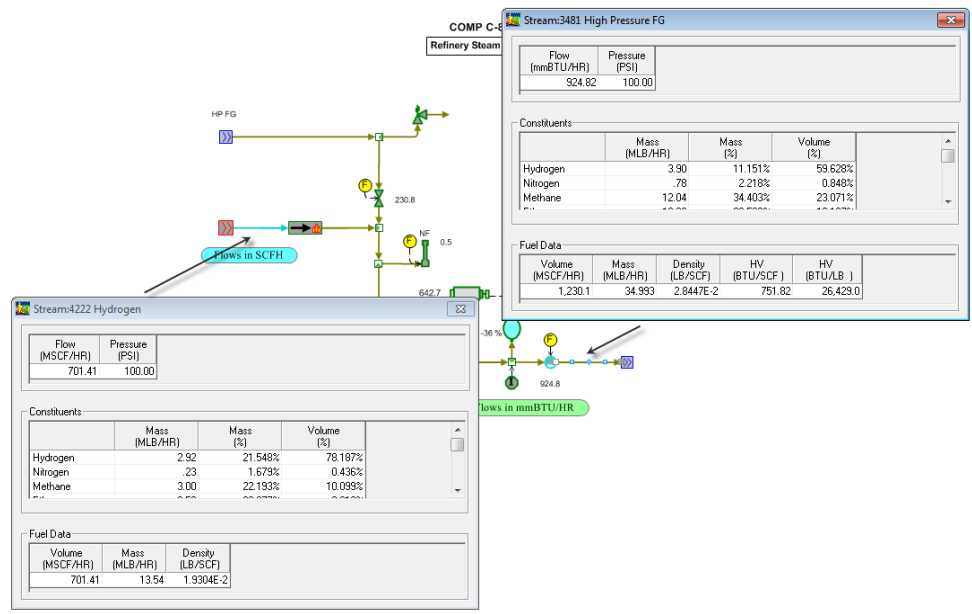 COMP C-8
Refinery Steam
Stream:3481 High Pressure FG
Flow Pressure
(mmBTU/HR) (PSI)
924.82 100.00
Constituents
Mass Mass Volume
(MLB/HR) (%) (%)
Hydrogen 3.90 11.151% 59.628%
Nitrogen .78 2.218% 0.848%
Methane 12.04 34.403% 23.071%
Fuel Data
Volume Mass Density HV HV
(MSCF/HR) (MLB/HR) (LB/SCF) (BTU/SCF ) (BTU/LB )
1,230.1 34.993 2.8447E-2 751.82 26,429.0
HP FG
F
230.8
Flows in SCFH
F
NF
0.5
642.7
-36 %
F
924.8
1
Flows in mmBTU/HR
Stream:4222 Hydrogen
Flow Pressure
(MSCF/HR) (PSI)
701.41 100.00
Constituents
Mass Mass Volume
(MLB/HR) (%) (%)
Hydrogen 2.92 21.548% 78.187%
Nitrogen .23 1.679% 0.436%
Methane 3.00 22.193% 10.099%
Fuel Data
Volume Mass Density
(MSCF/HR) (MLB/HR) (LB/SCF)
701.41 13.54 1.9304E-2